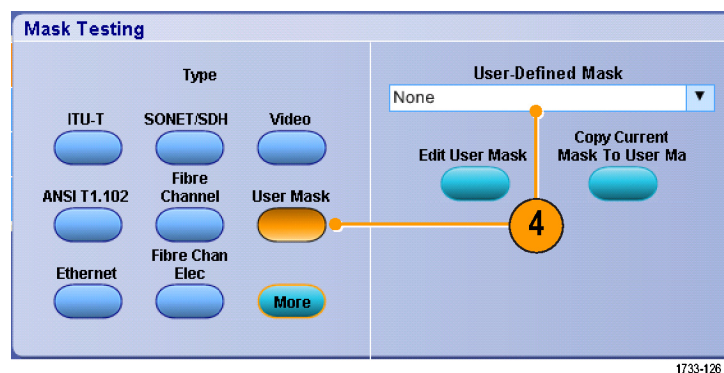 Mask Testing
Type
ITU-T
SONET/SDH
Video
ANSI T1.102
Fibre
Channel
User Mask
Ethernet
Fibre Chan
Elec
More
User-Defined Mask
None
Edit User Mask
Copy Current
Mask To User Ma
4
1733-126